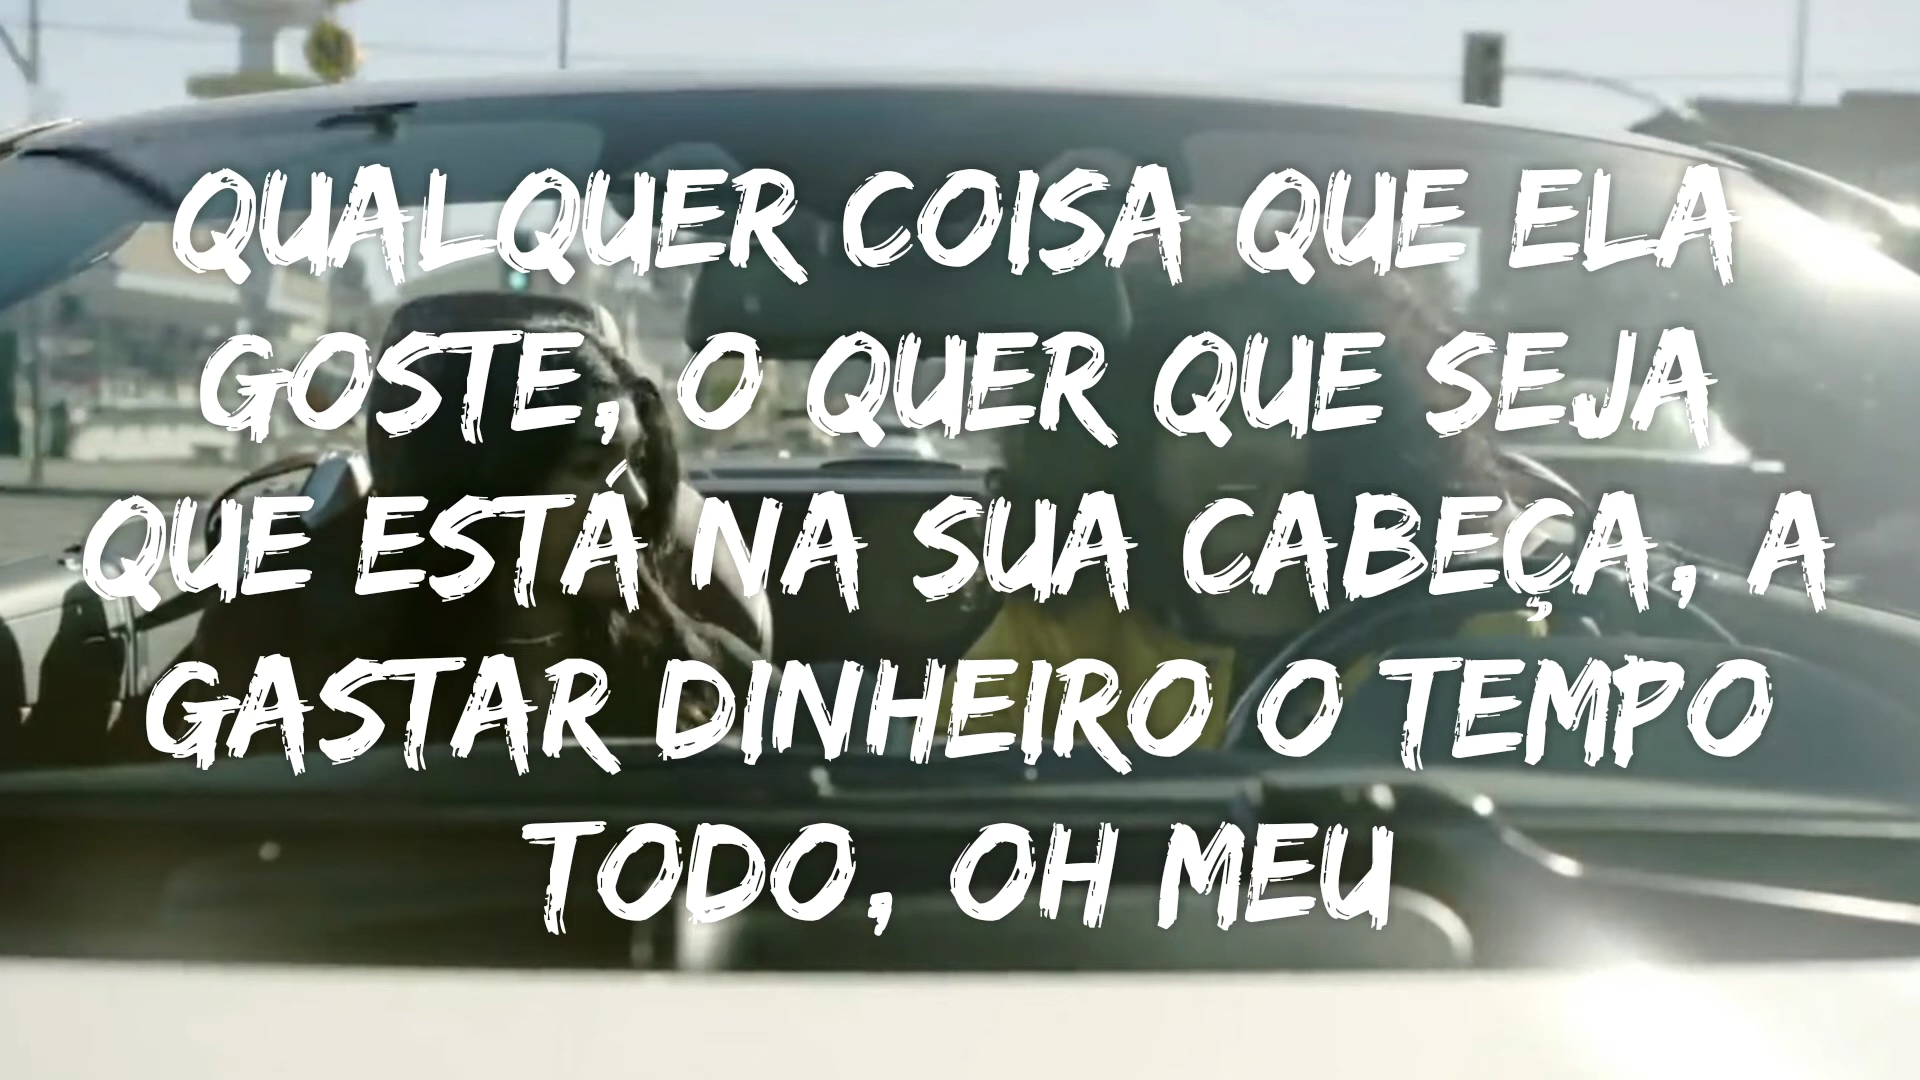 QUALQUER COISA QUE ELA
GOSTE, O QUER QUE SEJA
QUE ESTÁ NA SUA CABEÇA, A
GASTAR DINHEIRO O TEMPO
TODO, OH MEU